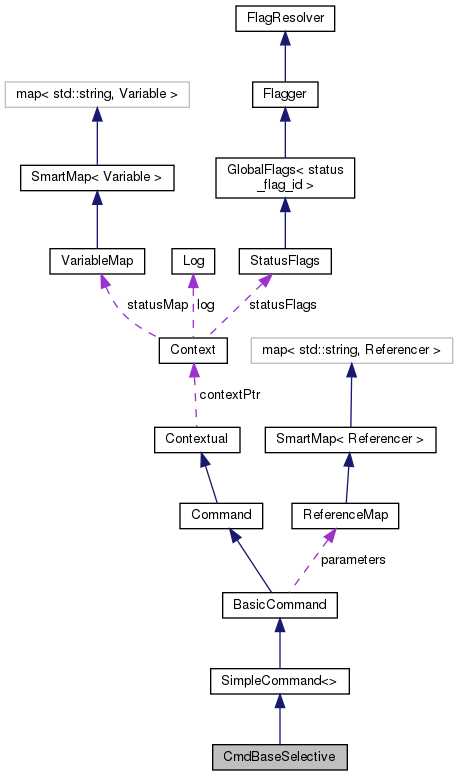 FlagResolver
map< std::string, Variable >
Flagger
SmartMap< Variable >
GlobalFlags< status
_flag_id >
VariableMap
Log
StatusFlags
statusMap
log
statusFlags
Context
map< std::string, Referencer >
contextPtr
Contextual
SmartMap< Referencer >
Command
ReferenceMap
parameters
BasicCommand
SimpleCommand<>
CmdBaseSelective